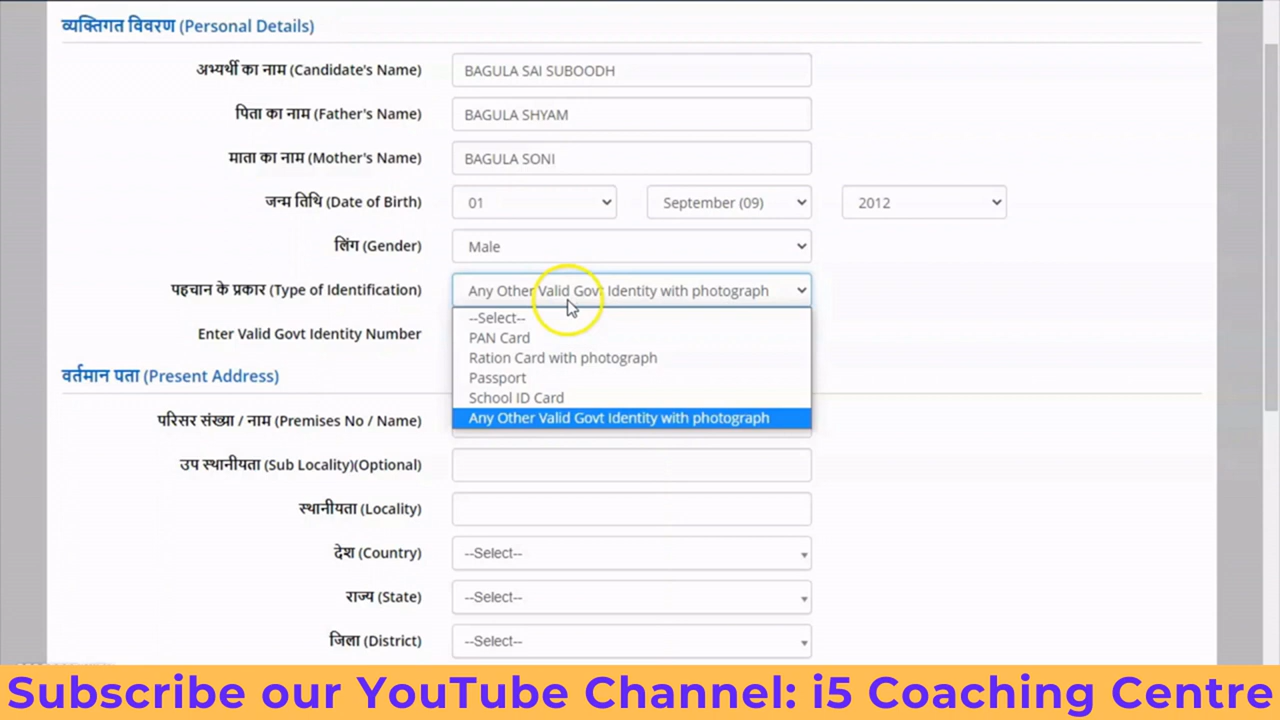 व्यक्तिगत विवरण (Personal Details)
अभ्यर्थी का नाम (Candidate's Name) BAGULA SAI SUBOODH
पिता का नाम (Father's Name) BAGULA SHYAM
माता का नाम (Mother's Name) BAGULA SONI
जन्म तिथि (Date of Birth) 01 September (09) 2012
लिंग (Gender) Male
पहचान के प्रकार (Type of Identification) Any Other Valid Govt Identity with photograph
--Select--
Enter Valid Govt Identity Number PAN Card
Ration Card with photograph
वर्तमान पता (Present Address) Passport
School ID Card
परिसर संख्या / नाम (Premises No / Name) Any Other Valid Govt Identity with photograph
उप स्थानीयता (Sub Locality)(Optional)
स्थानीयता (Locality)
देश (Country) --Select--
राज्य (State) --Select--
जिला (District) --Select--
Subscribe our YouTube Channel: i5 Coaching Centre